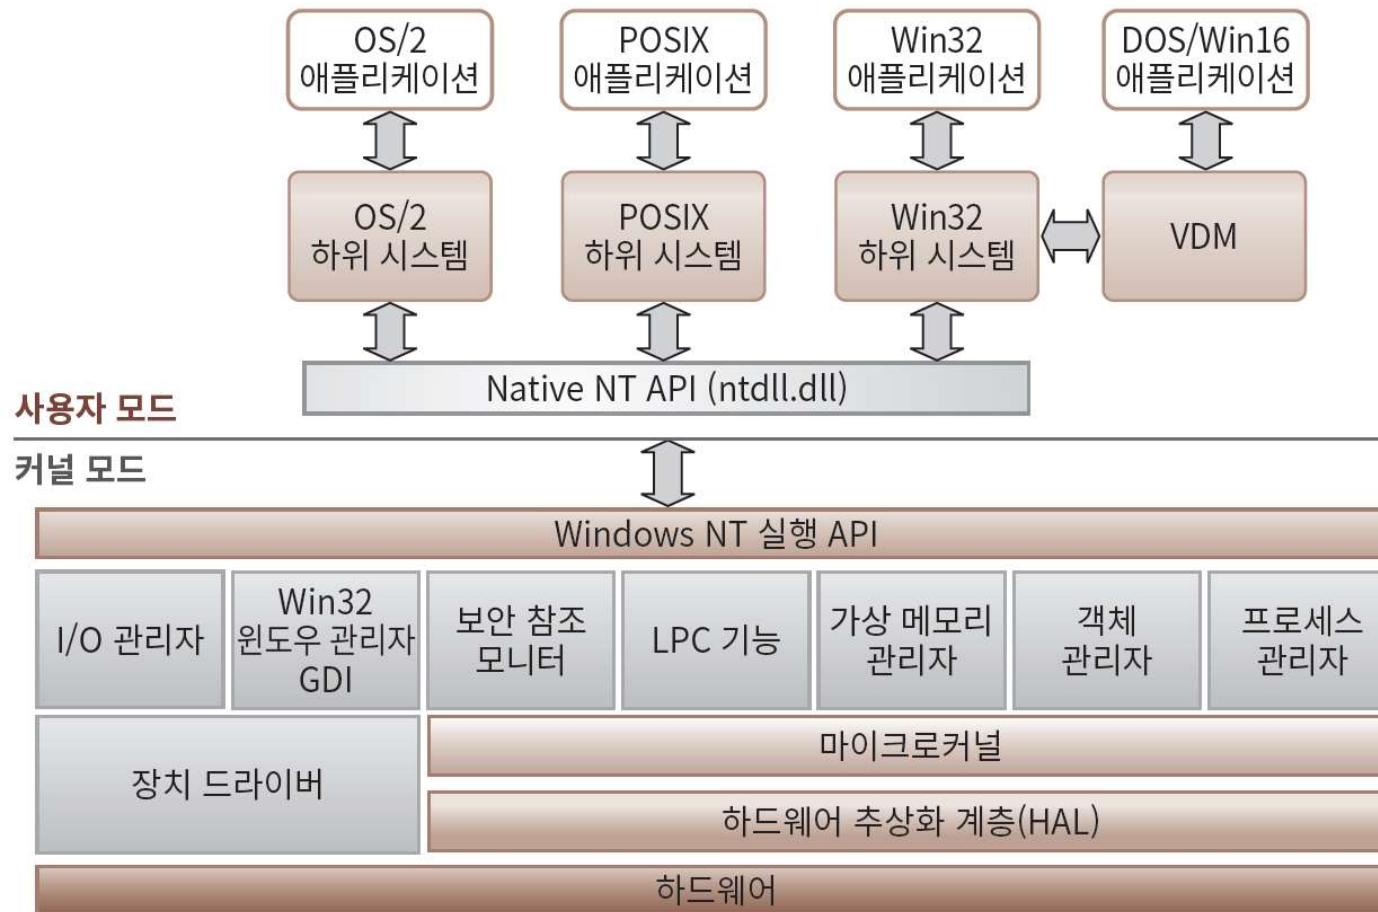 OS/2
애플리케이션
POSIX
애플리케이션
Win32
애플리케이션
DOS/Win16
애플리케이션
OS/2
하위 시스템
POSIX
하위 시스템
Win32
하위 시스템
VDM
Native NT API (ntdll.dll)
사용자 모드
커널 모드
Windows NT 실행 API
I/O 관리자
Win32
윈도우 관리자
GDI
보안 참조
모니터
LPC 기능
가상 메모리
관리자
객체
관리자
프로세스
관리자
장치 드라이버
마이크로커널
하드웨어 추상화 계층(HAL)
하드웨어